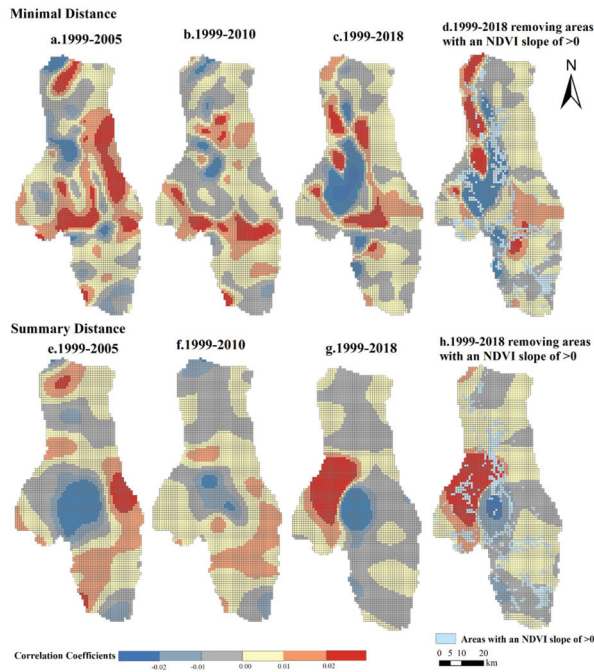 Minimal Distance
a.1999-2005
b.1999-2010
c.1999-2018
d.1999-2018 removing areas
with an NDVI slope of >0
N
Summary Distance
e.1999-2005
f.1999-2010
g.1999-2018
h.1999-2018 removing areas
with an NDVI slope of >0
Correlation Coefficients
-0.02 -0.01 0.00 0.00 0.02
Areas with an NDVI slope of >0
0 5 10 20
km